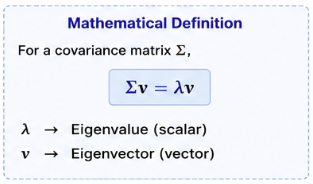 Mathematical Definition
For a covariance matrix Σ,
Σv = λv
λ → Eigenvalue (scalar)
v → Eigenvector (vector)